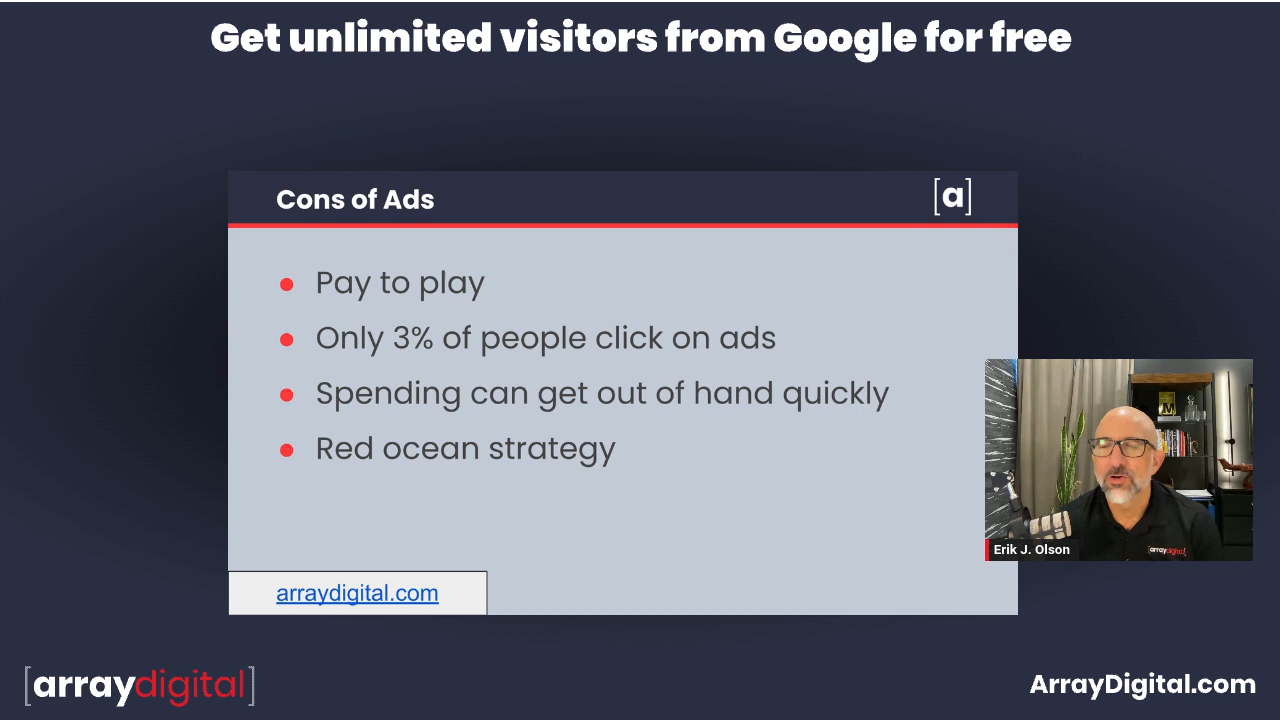 Get unlimited visitors from Google for free
Cons of Ads
[a]
Pay to play
Only 3% of people click on ads
Spending can get out of hand quickly
Red ocean strategy
arraydigital.com
Erik J. Olson
[arraydigital]
[arraydigital]
ArrayDigital.com